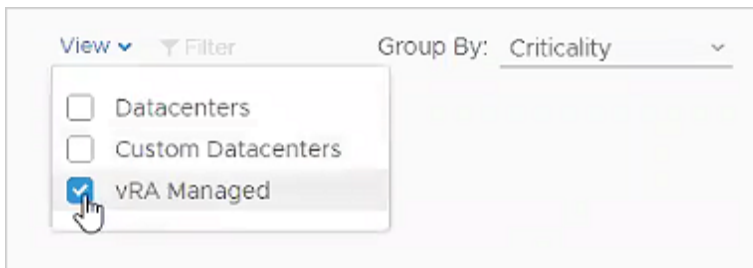 View Filter Group By: Criticality
Datacenters
Custom Datacenters
vRA Managed